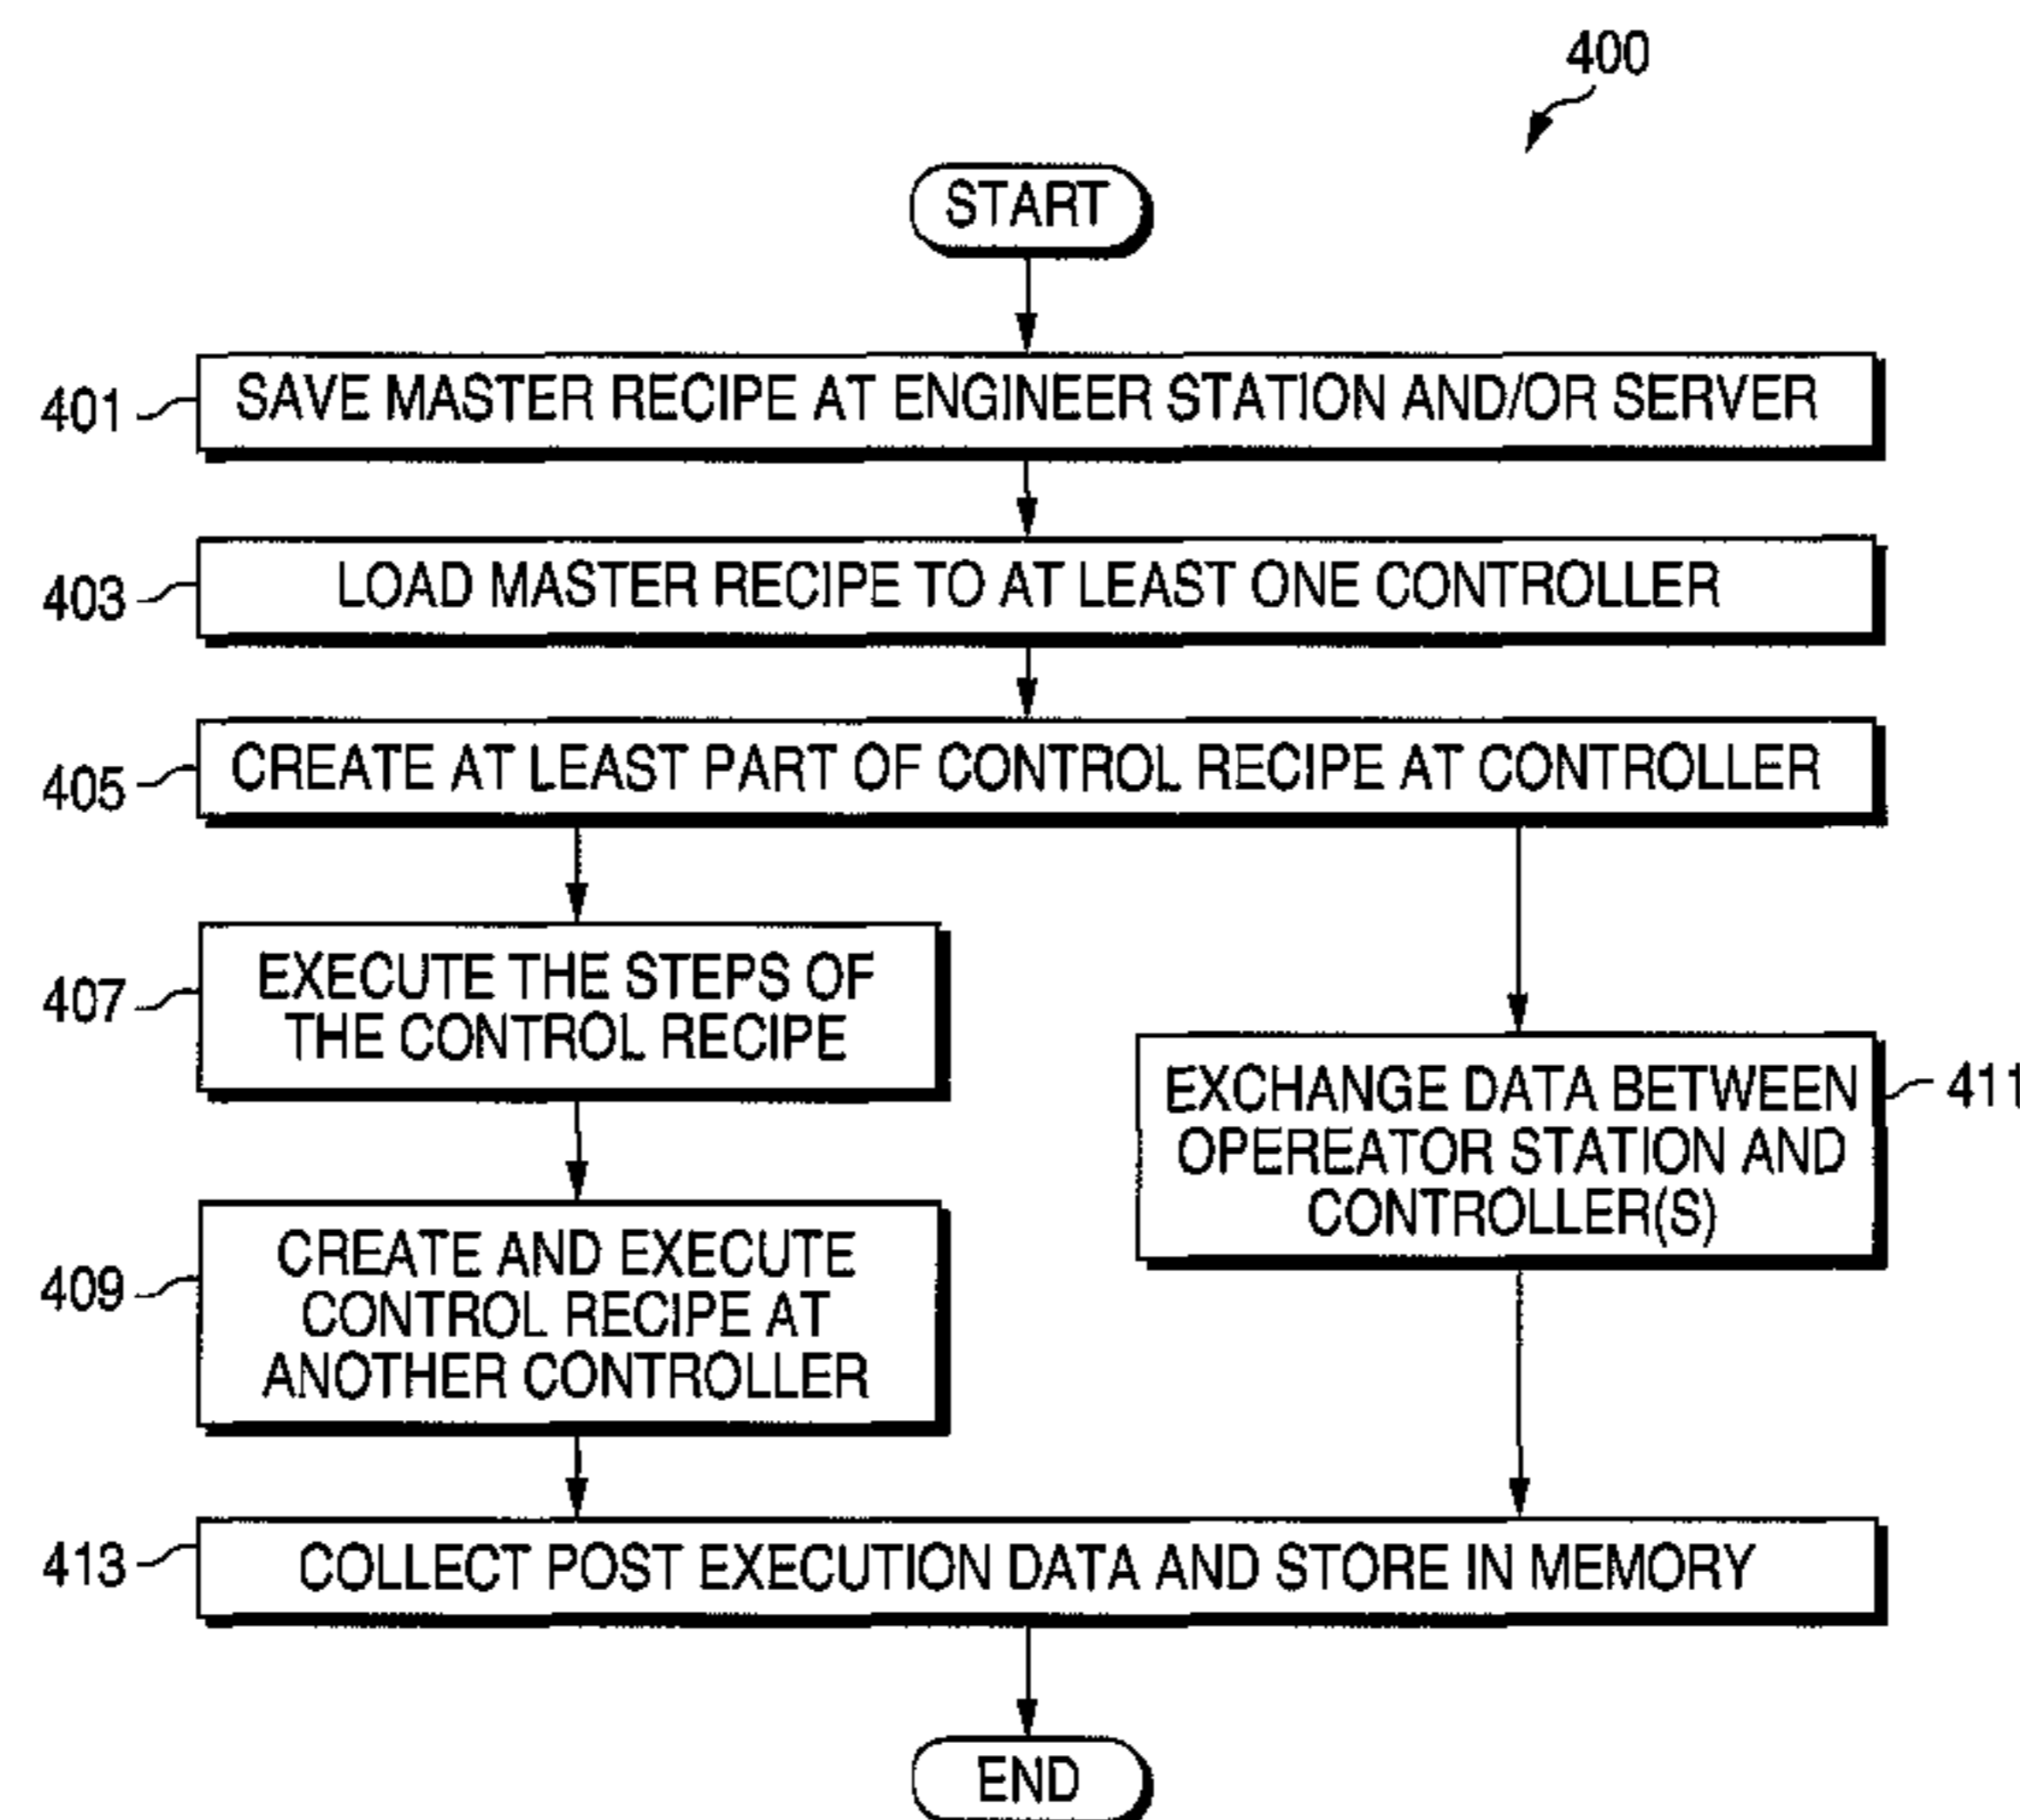 400
START
401
SAVE MASTER RECIPE AT ENGINEER STATION AND/OR SERVER
403
LOAD MASTER RECIPE TO AT LEAST ONE CONTROLLER
405
CREATE AT LEAST PART OF CONTROL RECIPE AT CONTROLLER
407
EXECUTE THE STEPS OF
THE CONTROL RECIPE
409
CREATE AND EXECUTE
CONTROL RECIPE AT
ANOTHER CONTROLLER
EXCHANGE DATA BETWEEN
OPEREATOR STATION AND
CONTROLLER(S)
411
413
COLLECT POST EXECUTION DATA AND STORE IN MEMORY
END